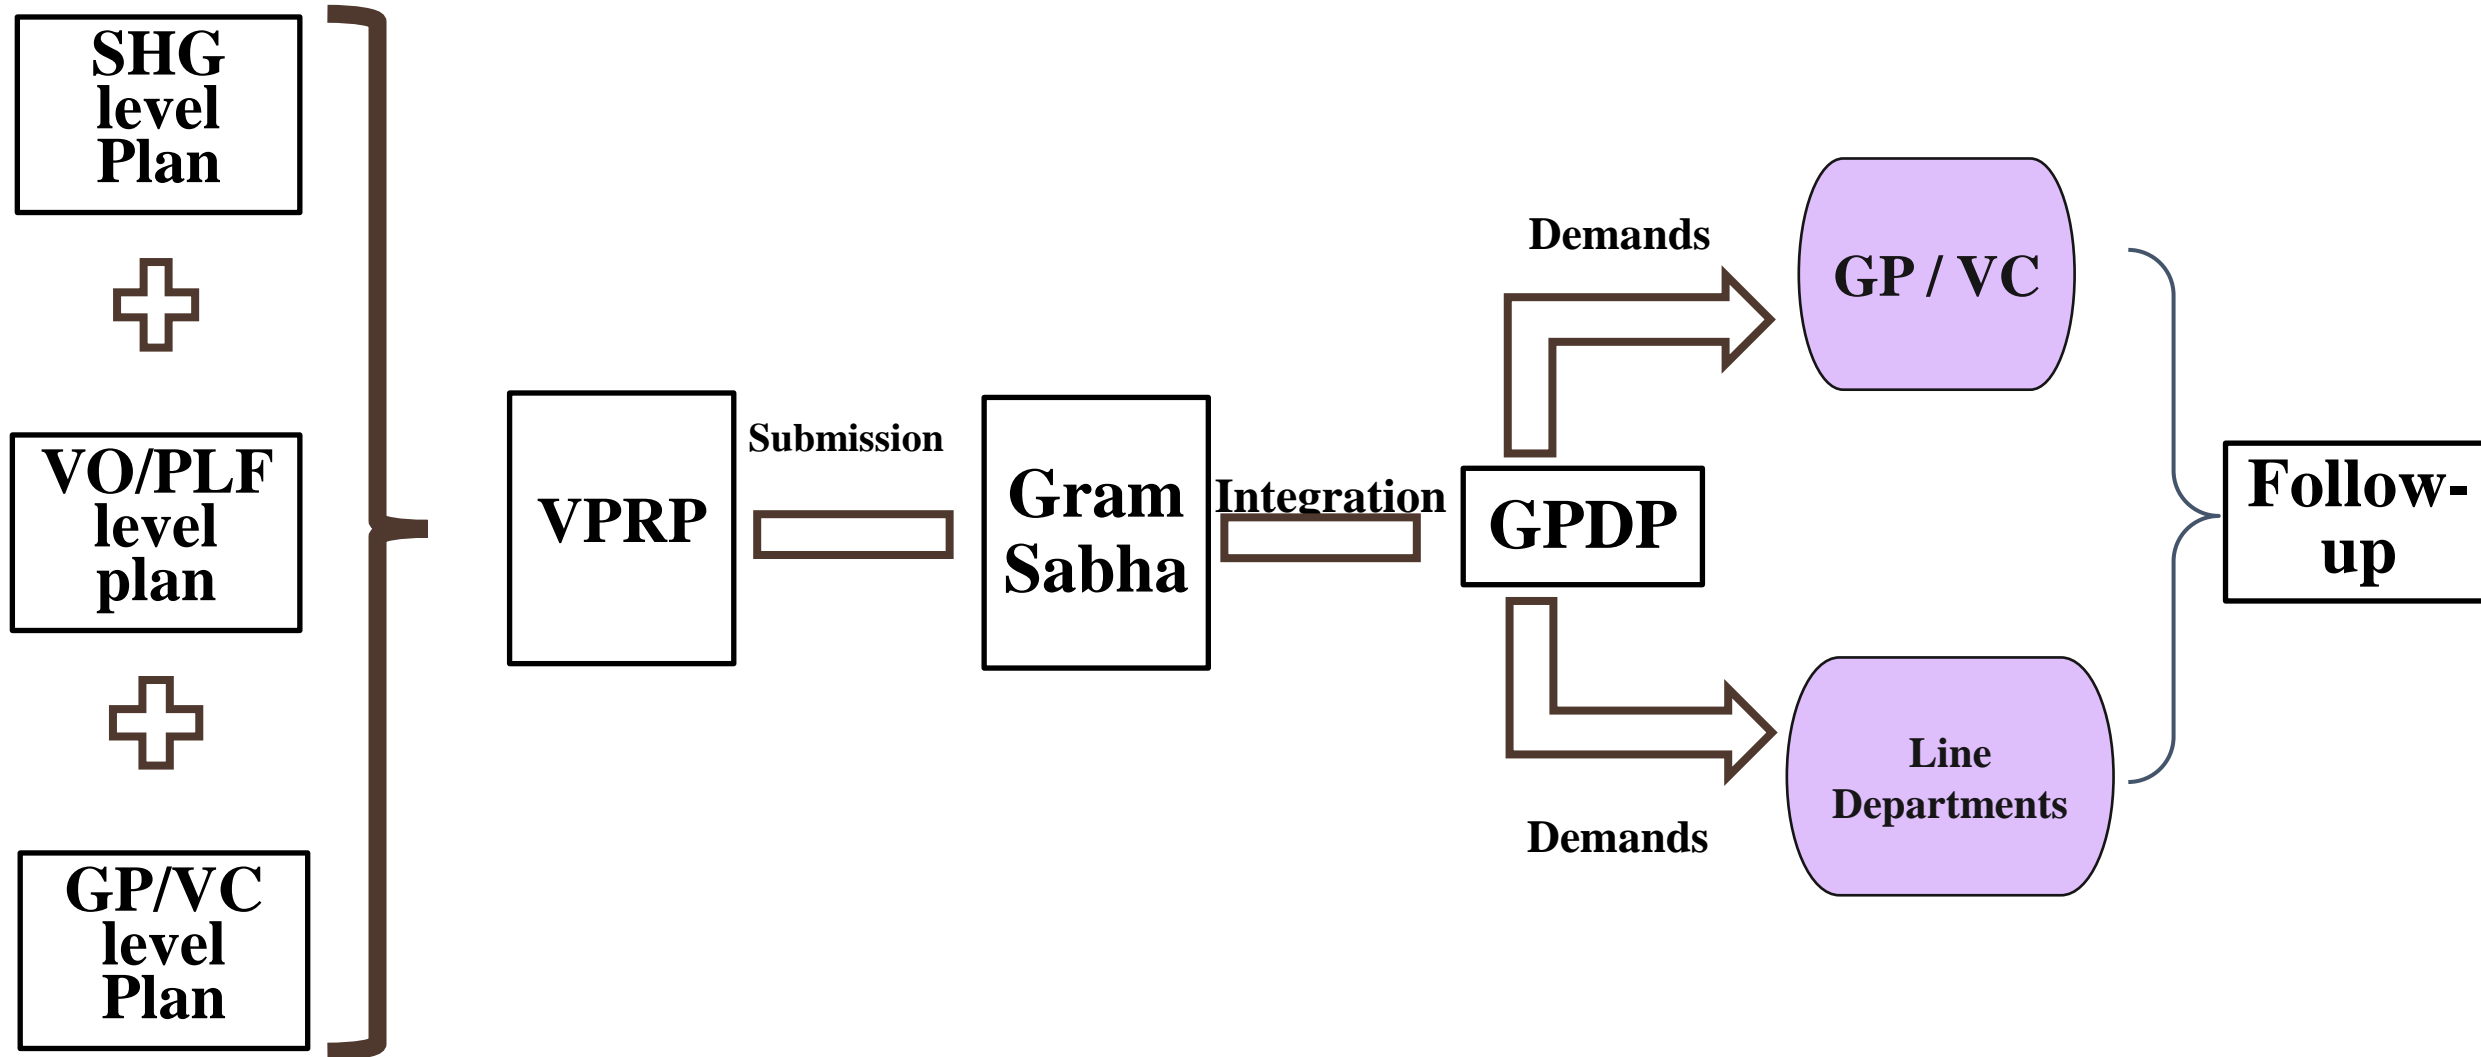 SHG
level
Plan
VO/PLF
level
plan
GP/VC
level
Plan
VPRP
Submission
Gram
Sabha
Integration
GPDP
Demands
GP / VC
Demands
Line
Departments
Follow-
up